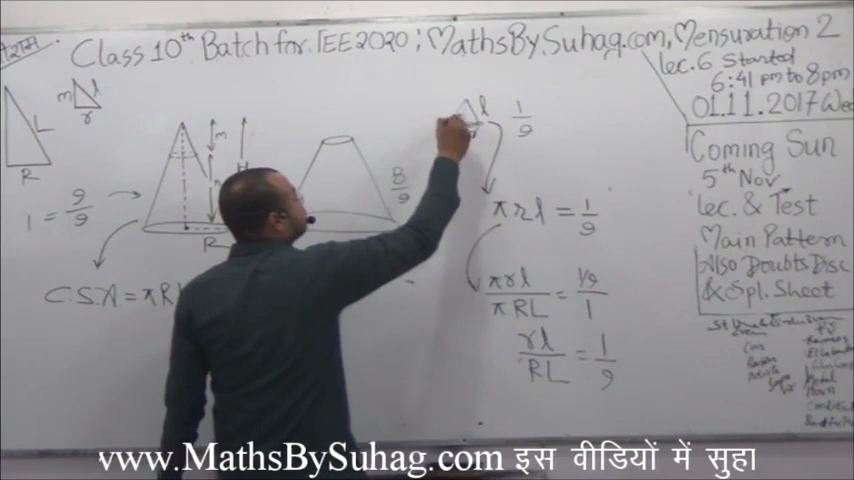 Class 10th Batch for IEE 2020; MathsBySuhag.com, Mensuration 2
Lec. 6 Started
6:41 pm to 8pm
01.11.2017 Wed
Coming Sun
5th Nov
Lec. & Test
Main Pattern
Also Doubts Disc
& Spl. Sheet
m l
r
L
R
1 = 9/9
m
H
R
8/9
l 1/9
C.S.A = πRl
πrl = 1/9
πrl/πRL = 1/9/1
rl/RL = 1/9
www.MathsBySuhag.com इस वीडियों में सुहा